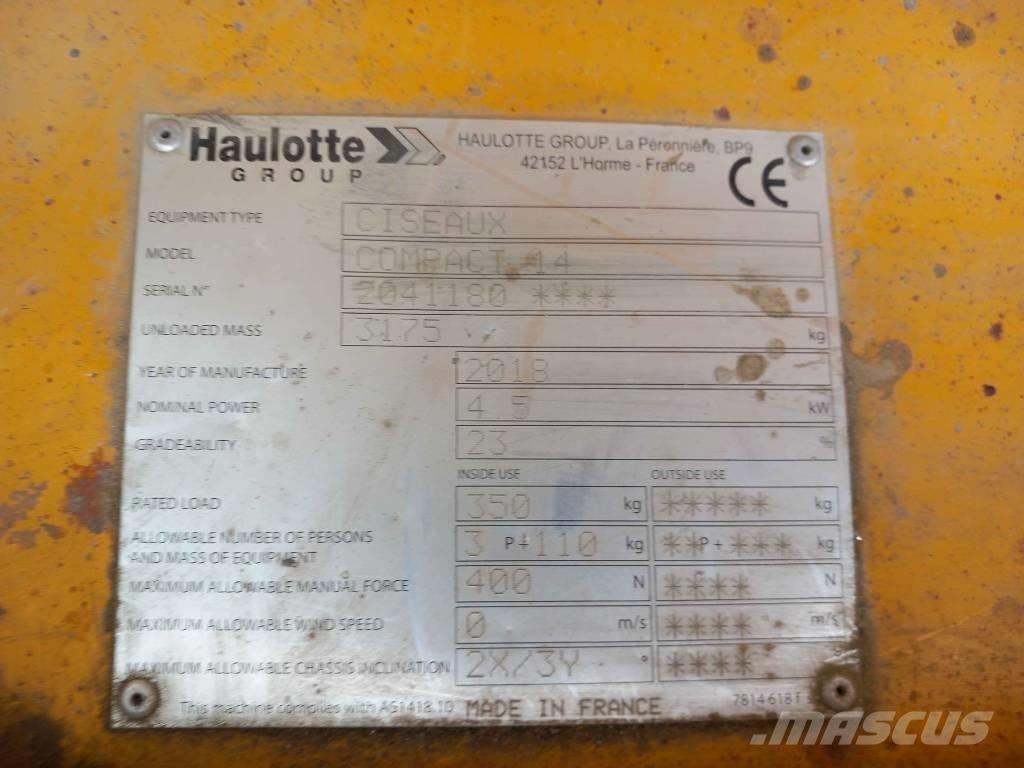 Haulotte
GROUP
HAULOTTE GROUP, La Péronnière, BP9
42152 L'Horme - France
CE
EQUIPMENT TYPE CISEAUX
MODEL COMPACT 14
SERIAL N° 2041180 ****
UNLOADED MASS 3175 kg
YEAR OF MANUFACTURE 2018
NOMINAL POWER 4.5 kW
GRADEABILITY 23 %
INSIDE USE OUTSIDE USE
RATED LOAD 350 kg ***** kg
ALLOWABLE NUMBER OF PERSONS
AND MASS OF EQUIPMENT 3 P+ 110 kg ** P+ *** kg
MAXIMUM ALLOWABLE MANUAL FORCE 400 N **** N
MAXIMUM ALLOWABLE WIND SPEED 0 m/s **** m/s
MAXIMUM ALLOWABLE CHASSIS INCLINATION 2X/3Y ° ****
This machine complies with AS1418.10 MADE IN FRANCE 78146181
MASCUS